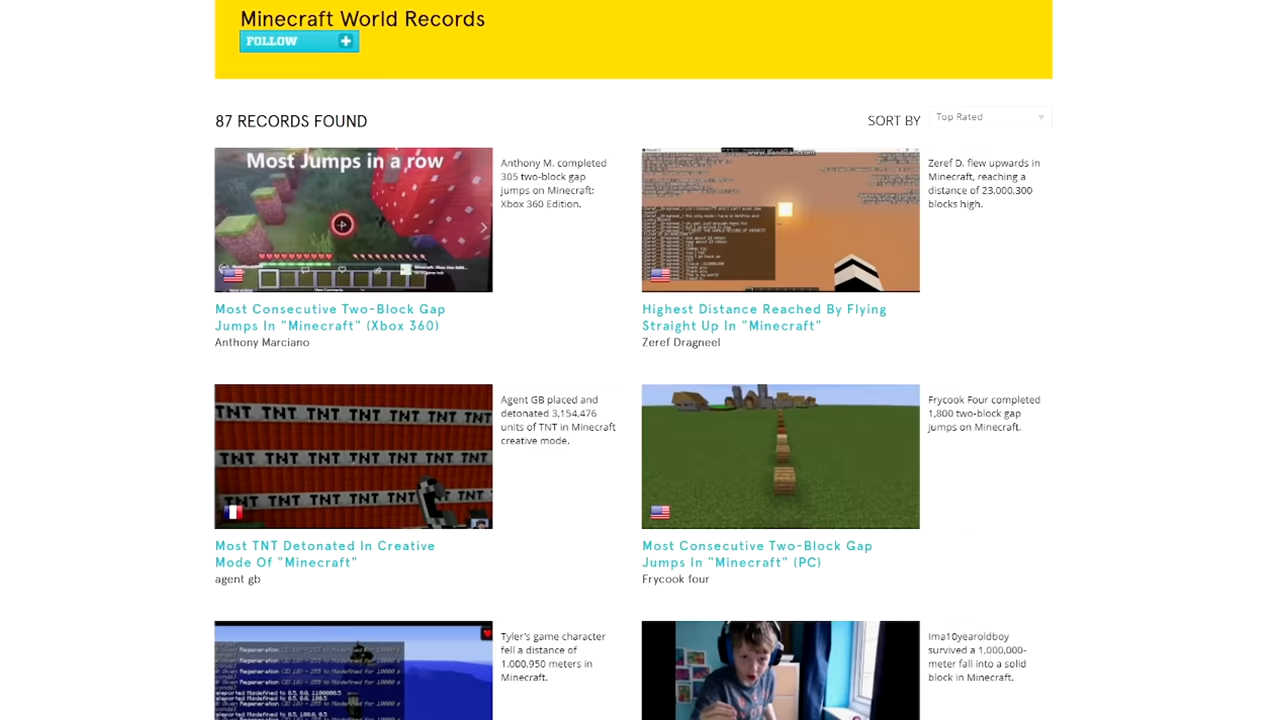 Minecraft World Records
FOLLOW
87 RECORDS FOUND
SORT BY
Top Rated
Most Jumps in a row
Anthony M. completed
305 two-block gap
jumps on Minecraft:
Xbox 360 Edition.
Most Consecutive Two-Block Gap
Jumps In "Minecraft" (Xbox 360)
Anthony Marciano
Zeref D. flew upwards in
Minecraft, reaching a
distance of 23,000,300
blocks high.
Highest Distance Reached By Flying
Straight Up In "Minecraft"
Zeref Dragneel
TNT TNT TNT TNT TNT TNT
TNT TNT TNT TNT TNT TNT
TNT TNT TNT TNT TNT
Agent GB placed and
detonated 3,154,476
units of TNT in Minecraft
creative mode.
Most TNT Detonated In Creative
Mode Of "Minecraft"
agent gb
Frycook Four completed
1,800 two-block gap
jumps on Minecraft.
Most Consecutive Two-Block Gap
Jumps In "Minecraft" (PC)
Frycook four
Tyler's game character
fell a distance of
1,000,950 meters in
Minecraft.
Ima10yearoldboy
survived a 1,000,000-
meter fall into a solid
block in Minecraft.